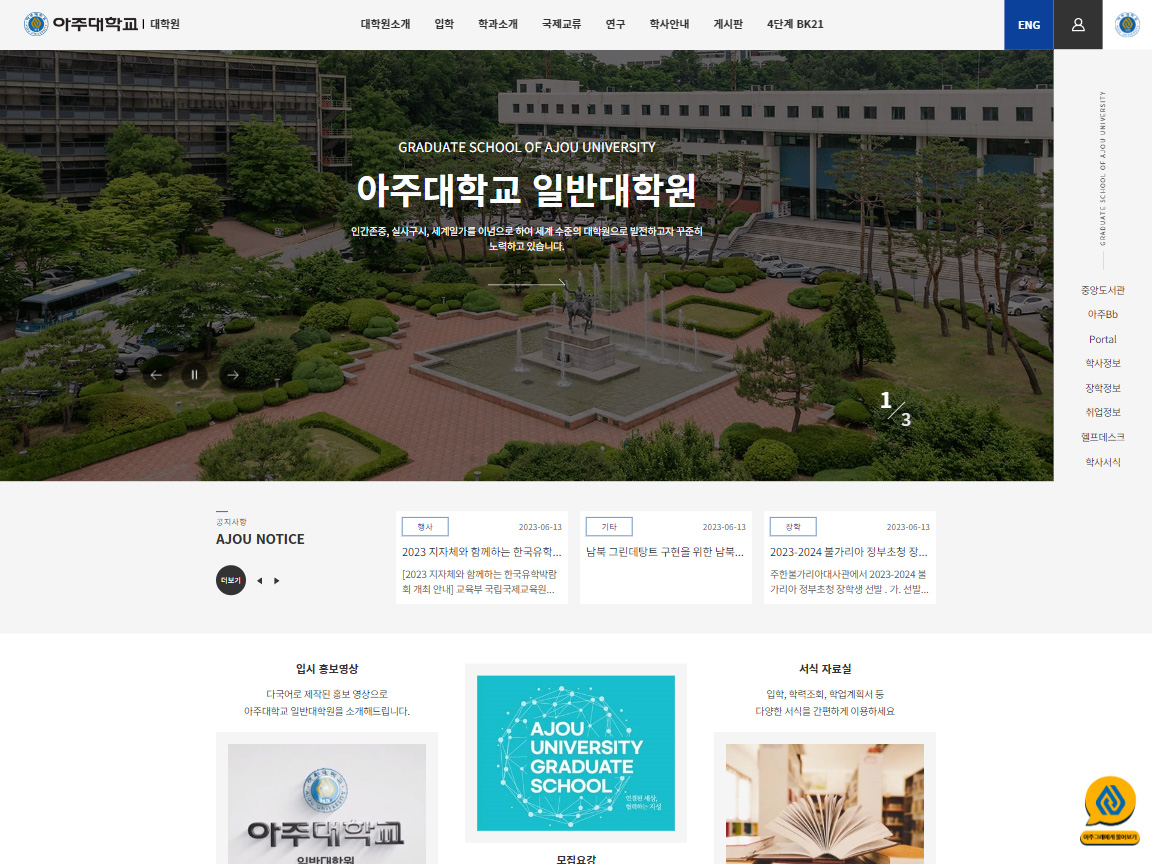 아주대학교 | 대학원
대학원소개 입학 학과소개 국제교류 연구 학사안내 게시판 4단계 BK21
ENG
GRADUATE SCHOOL OF AJOU UNIVERSITY
아주대학교 일반대학원
인간존중, 실사구시, 세계일가를 이념으로 하여 세계 수준의 대학원으로 발전하고자 꾸준히
노력하고 있습니다.
1/3
GRADUATE SCHOOL OF AJOU UNIVERSITY
중앙도서관
아주Bb
Portal
학사정보
장학정보
취업정보
헬프데스크
학사서식
공지사항
AJOU NOTICE
더보기
행사 2023-06-13
2023 지자체와 함께하는 한국유학...
[2023 지자체와 함께하는 한국유학박람
회 개최 안내] 교육부 국립국제교육원...
기타 2023-06-13
남북 그린데탕트 구현을 위한 남북...
장학 2023-06-13
2023-2024 불가리아 정부초청 장...
주한불가리아대사관에서 2023-2024 불
가리아 정부초청 장학생 선발 . 가. 선발...
입시 홍보영상
다국어로 제작된 홍보 영상으로
아주대학교 일반대학원을 소개해드립니다.
아주대학교
일반대학원
AJOU
UNIVERSITY
GRADUATE
SCHOOL
연결된 세상,
협력하는 지성
모집요강
서식 자료실
입학, 학력조회, 학업계획서 등
다양한 서식을 간편하게 이용하세요